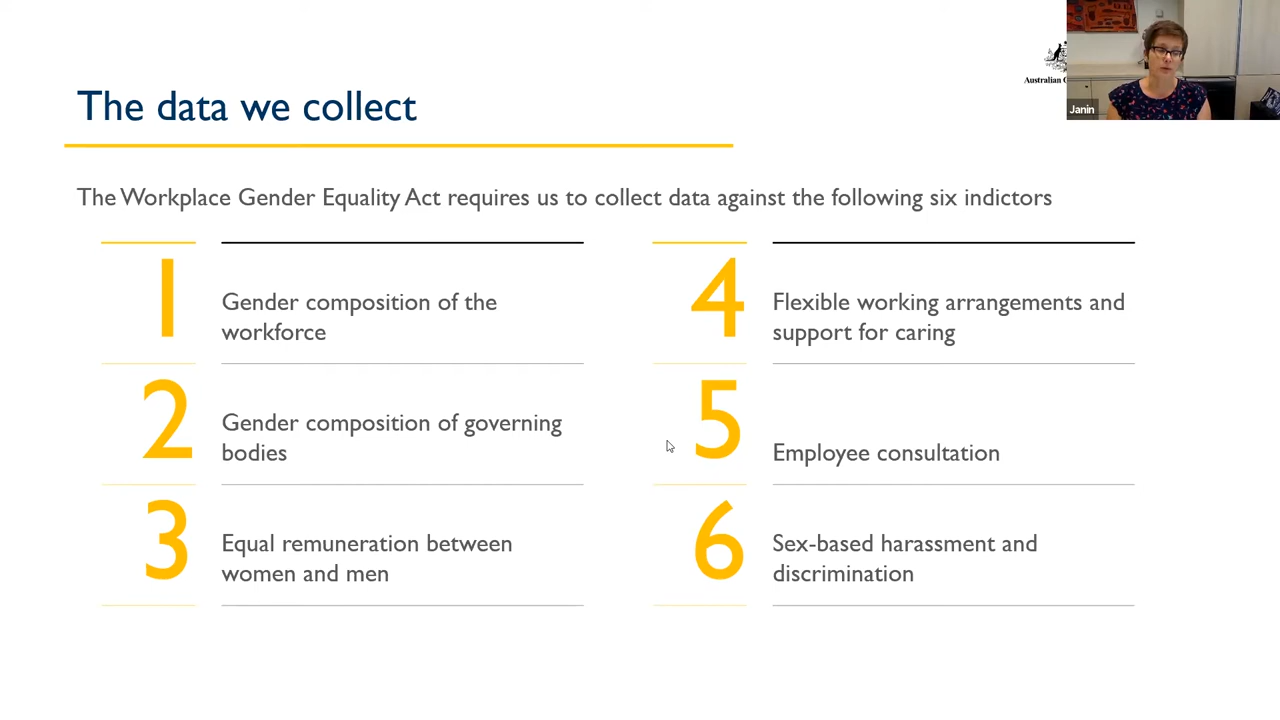 The data we collect
Australian
Janin
The Workplace Gender Equality Act requires us to collect data against the following six indictors
1
Gender composition of the
workforce
2
Gender composition of governing
bodies
3
Equal remuneration between
women and men
4
Flexible working arrangements and
support for caring
5
Employee consultation
6
Sex-based harassment and
discrimination